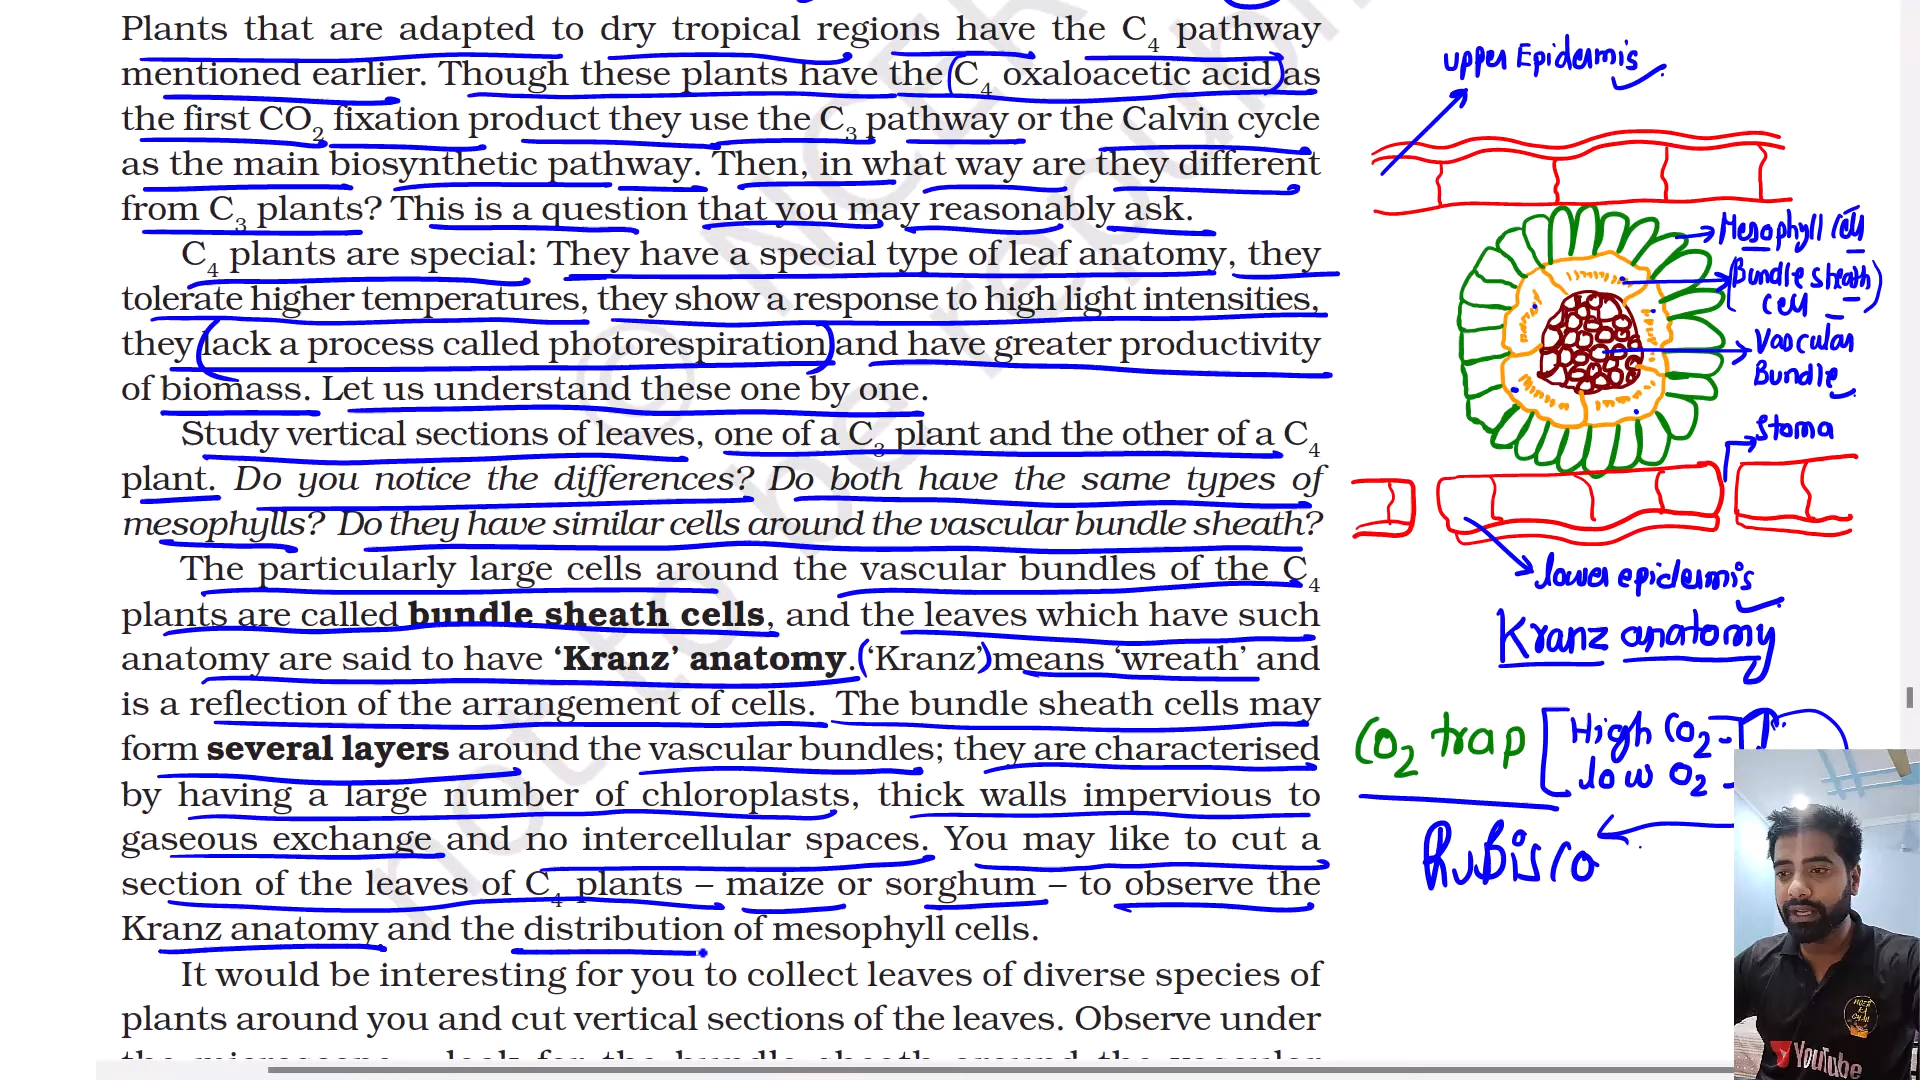 Plants that are adapted to dry tropical regions have the C4 pathway
mentioned earlier. Though these plants have the C4 oxaloacetic acid as
the first CO2 fixation product they use the C3 pathway or the Calvin cycle
as the main biosynthetic pathway. Then, in what way are they different
from C3 plants? This is a question that you may reasonably ask.
C4 plants are special: They have a special type of leaf anatomy, they
tolerate higher temperatures, they show a response to high light intensities,
they lack a process called photorespiration and have greater productivity
of biomass. Let us understand these one by one.
Study vertical sections of leaves, one of a C3 plant and the other of a C4
plant. Do you notice the differences? Do both have the same types of
mesophylls? Do they have similar cells around the vascular bundle sheath?
The particularly large cells around the vascular bundles of the C4
plants are called bundle sheath cells, and the leaves which have such
anatomy are said to have ‘Kranz’ anatomy. ‘Kranz’ means ‘wreath’ and
is a reflection of the arrangement of cells. The bundle sheath cells may
form several layers around the vascular bundles; they are characterised
by having a large number of chloroplasts, thick walls impervious to
gaseous exchange and no intercellular spaces. You may like to cut a
section of the leaves of C4 plants – maize or sorghum – to observe the
Kranz anatomy and the distribution of mesophyll cells.
It would be interesting for you to collect leaves of diverse species of
plants around you and cut vertical sections of the leaves. Observe under
upper Epidermis
Mesophyll cell
(Bundle sheath)
cell
Vascular
Bundle
Stoma
lower epidermis
Kranz anatomy
CO2 trap
High CO2
low O2
RuBisCo
YouTube